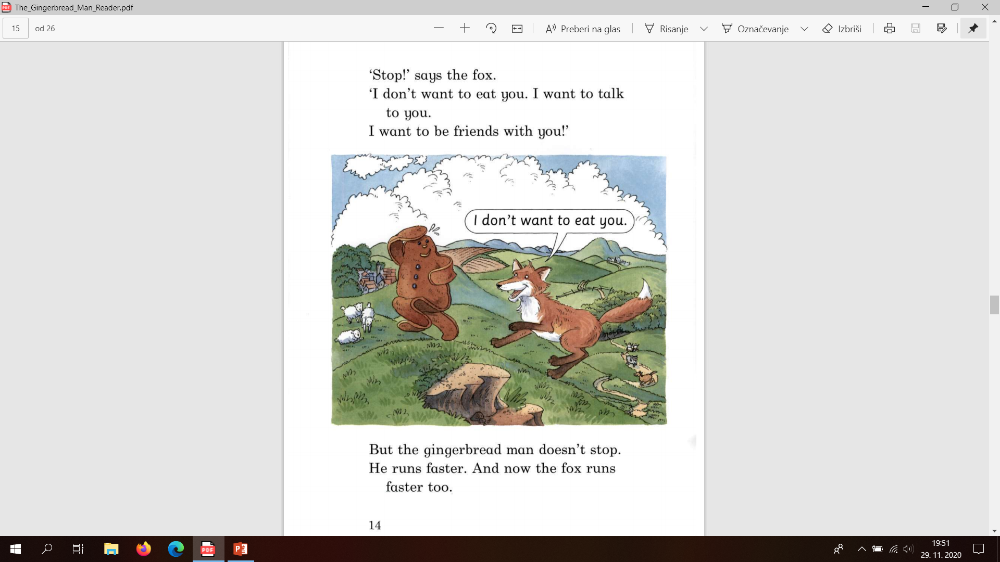 The_Gingerbread_Man_Reader.pdf
15 od 26 Preberi na glas Risanje Označevanje Izbriši
‘Stop!’ says the fox.
‘I don’t want to eat you. I want to talk
to you.
I want to be friends with you!’
I don’t want to eat you.
But the gingerbread man doesn’t stop.
He runs faster. And now the fox runs
faster too.
14
19:51
29. 11. 2020